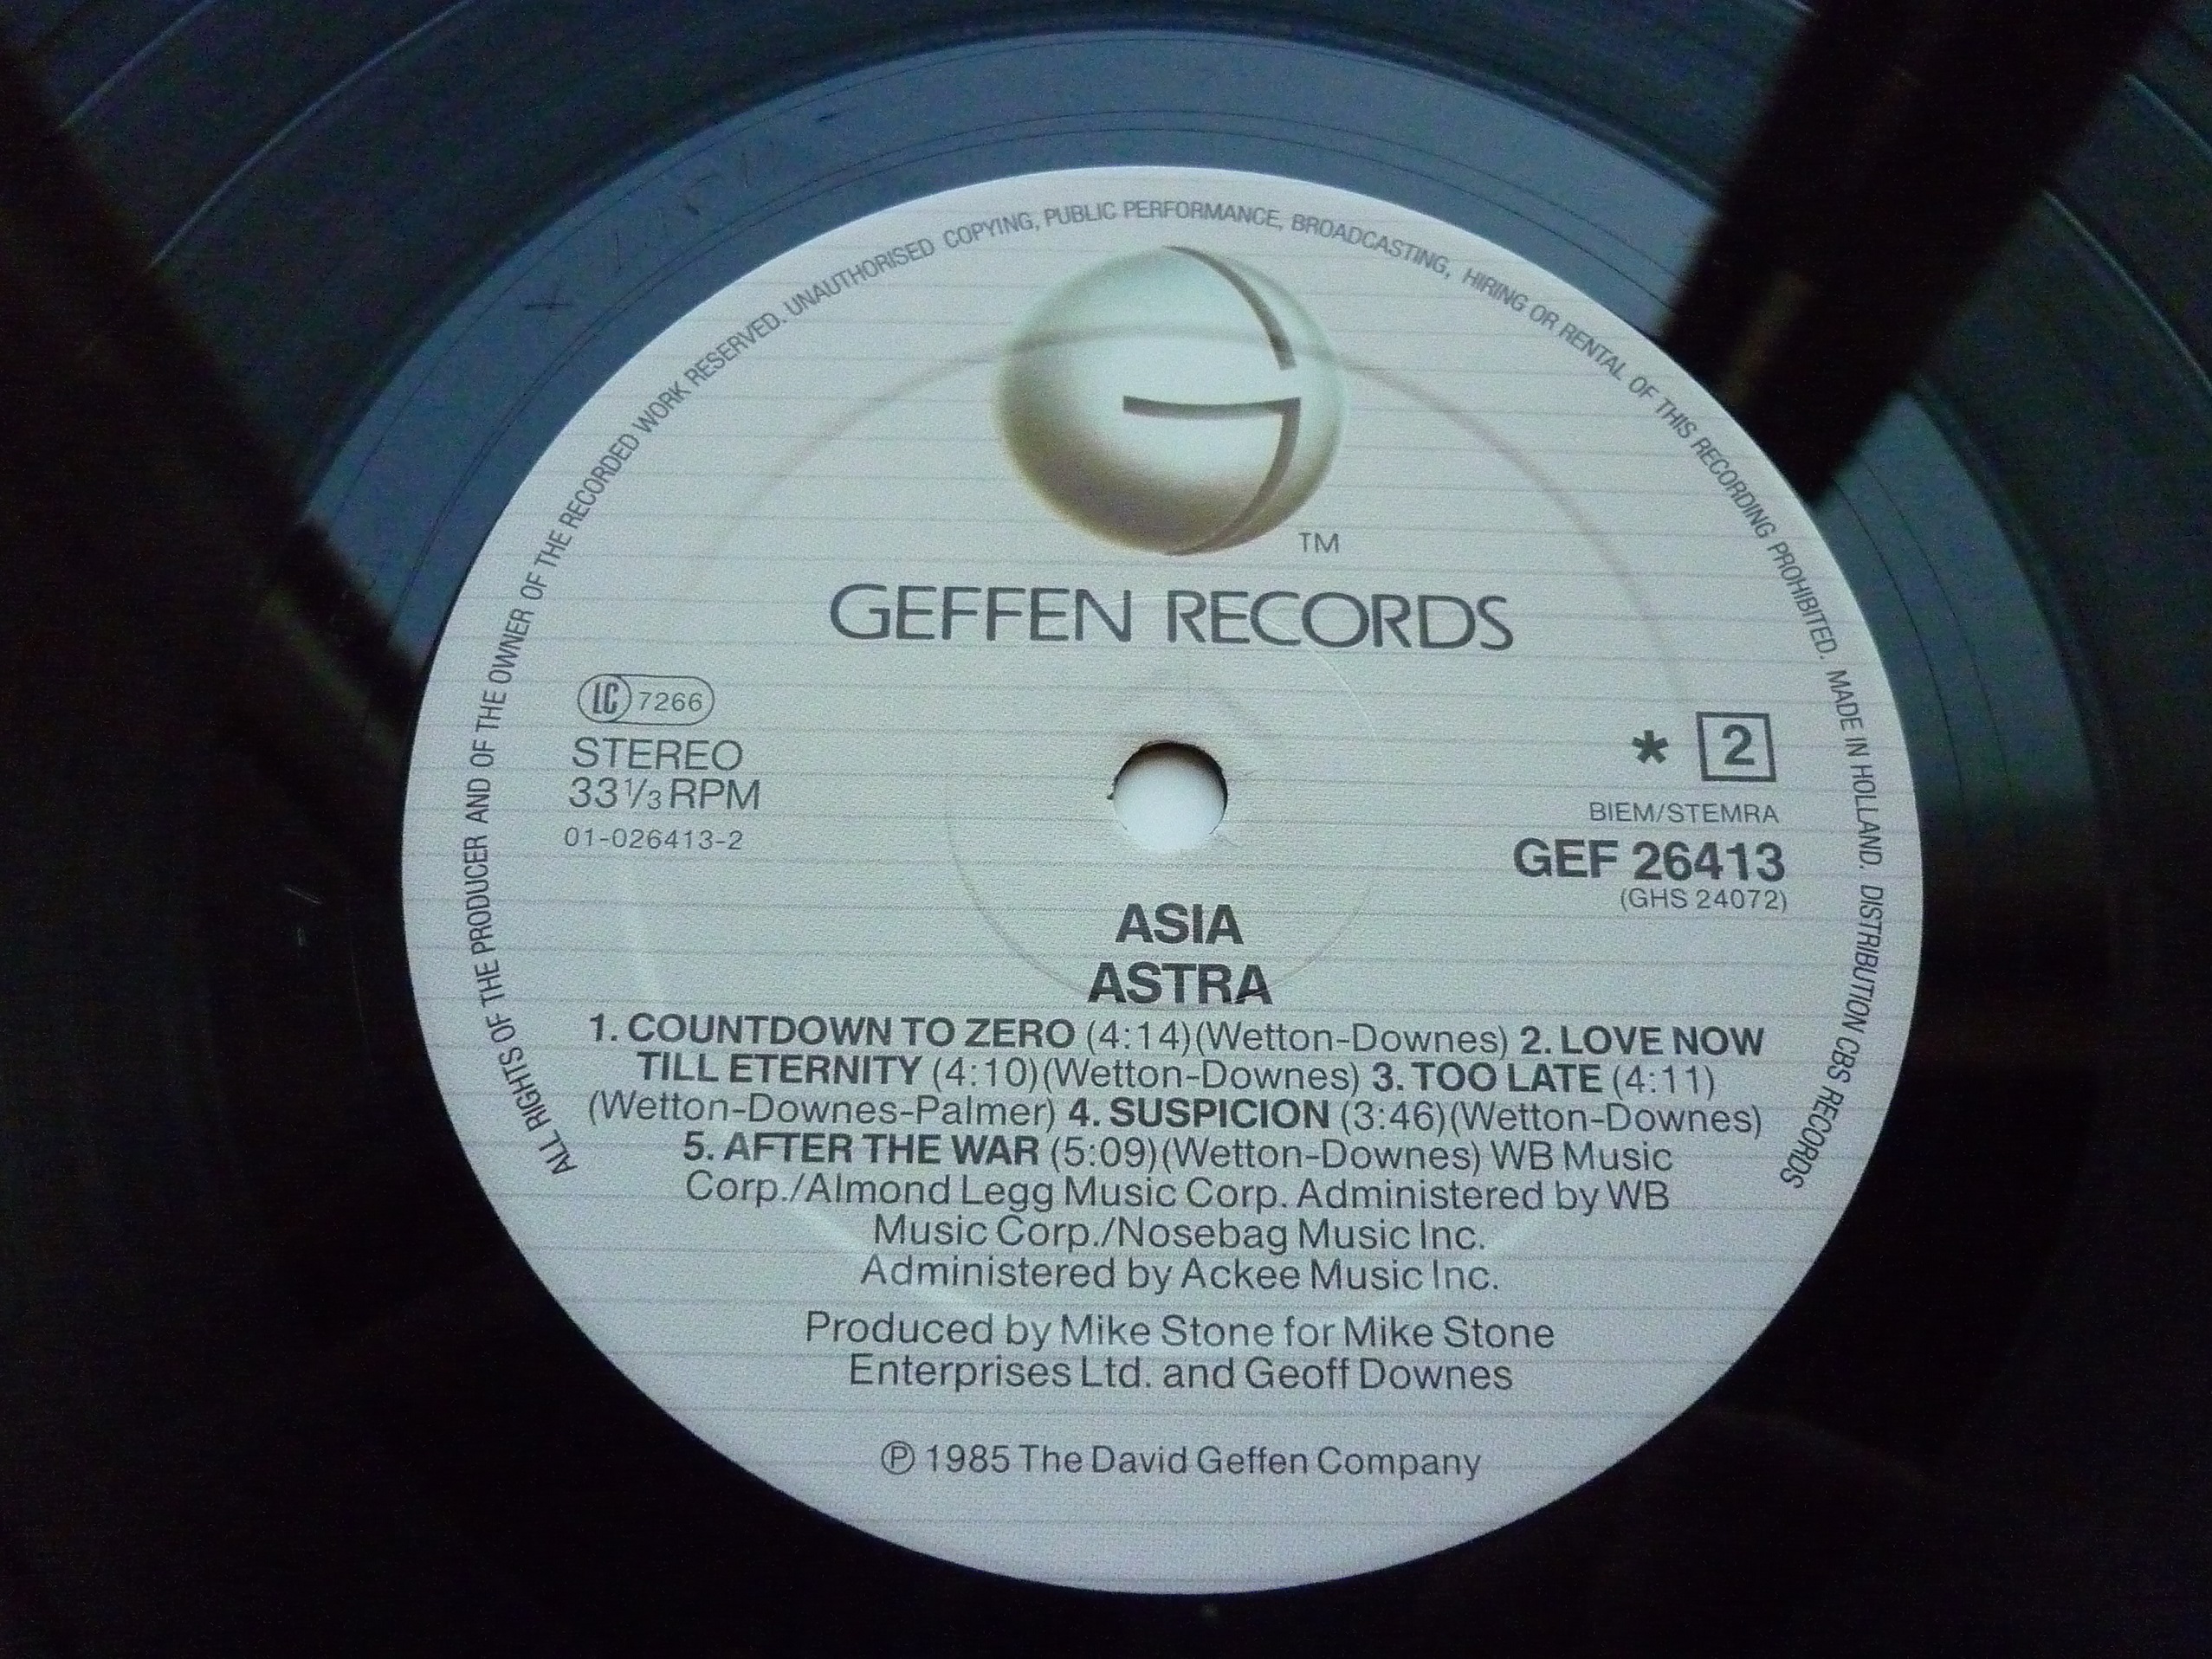 ALL RIGHTS OF THE PRODUCER AND OF THE OWNER OF THE RECORDED WORK RESERVED. UNAUTHORISED COPYING, PUBLIC PERFORMANCE, BROADCASTING, HIRING OR RENTAL OF THIS RECORDING PROHIBITED. MADE IN HOLLAND. DISTRIBUTION CBS RECORDS
G
TM
GEFFEN RECORDS
LC 7266
STEREO
33 1/3 RPM
01-026413-2
* 2
BIEM/STEMRA
GEF 26413
(GHS 24072)
ASIA
ASTRA
1. COUNTDOWN TO ZERO (4:14)(Wetton-Downes) 2. LOVE NOW
TILL ETERNITY (4:10)(Wetton-Downes) 3. TOO LATE (4:11)
(Wetton-Downes-Palmer) 4. SUSPICION (3:46)(Wetton-Downes)
5. AFTER THE WAR (5:09)(Wetton-Downes) WB Music
Corp./Almond Legg Music Corp. Administered by WB
Music Corp./Nosebag Music Inc.
Administered by Ackee Music Inc.
Produced by Mike Stone for Mike Stone
Enterprises Ltd. and Geoff Downes
℗ 1985 The David Geffen Company